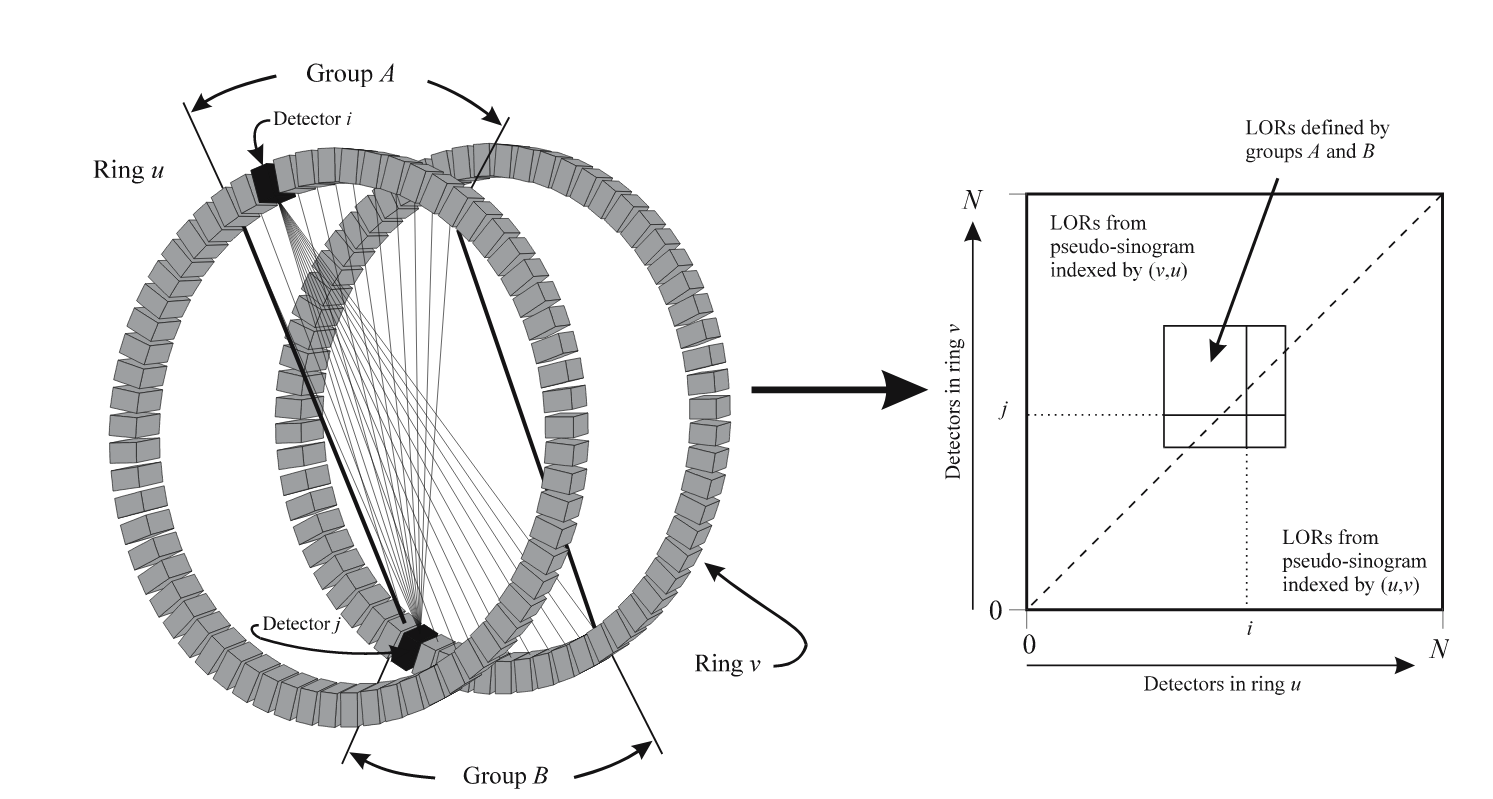 Group A
Detector i
Ring u
Detector j
Ring v
Group B
LORs defined by
groups A and B
N
LORs from
pseudo-sinogram
indexed by (v,u)
Detectors in ring v
j
LORs from
pseudo-sinogram
indexed by (u,v)
0
0
i
N
Detectors in ring u